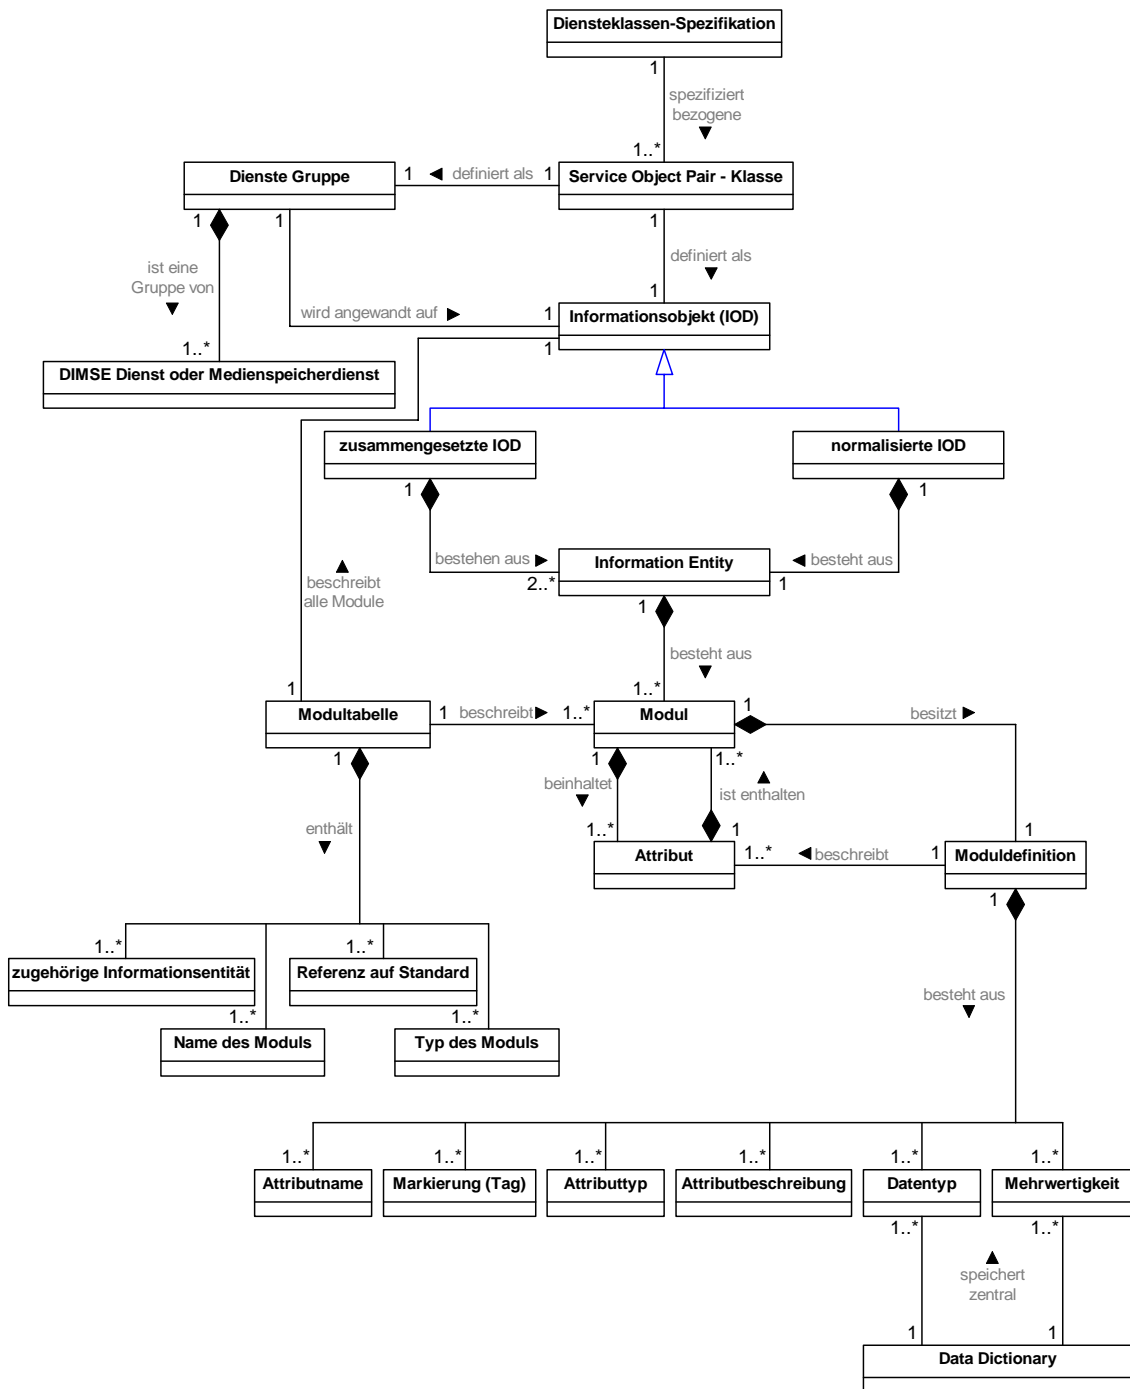 Diensteklassen-Spezifikation
1
spezifiziert
bezogene
1..*
Dienste Gruppe
1
definiert als
1
Service Object Pair - Klasse
1
1
1
definiert als
ist eine
Gruppe von
1
wird angewandt auf
1
Informationsobjekt (IOD)
1..*
1
DIMSE Dienst oder Medienspeicherdienst
zusammengesetzte IOD
normalisierte IOD
1
1
bestehen aus
Information Entity
besteht aus
2..*
1
beschreibt
alle Module
1
besteht aus
1
1..*
Modultabelle
1
beschreibt
1..*
Modul
1
besitzt
1
1
1..*
beinhaltet
ist enthalten
enthält
1..*
1
1
Attribut
1..*
beschreibt
1
Moduldefinition
1
1..*
1..*
zugehörige Informationsentität
Referenz auf Standard
besteht aus
1..*
1..*
Name des Moduls
Typ des Moduls
1..*
1..*
1..*
1..*
1..*
1..*
Attributname
Markierung (Tag)
Attributtyp
Attributbeschreibung
Datentyp
Mehrwertigkeit
1..*
1..*
speichert
zentral
1
1
Data Dictionary